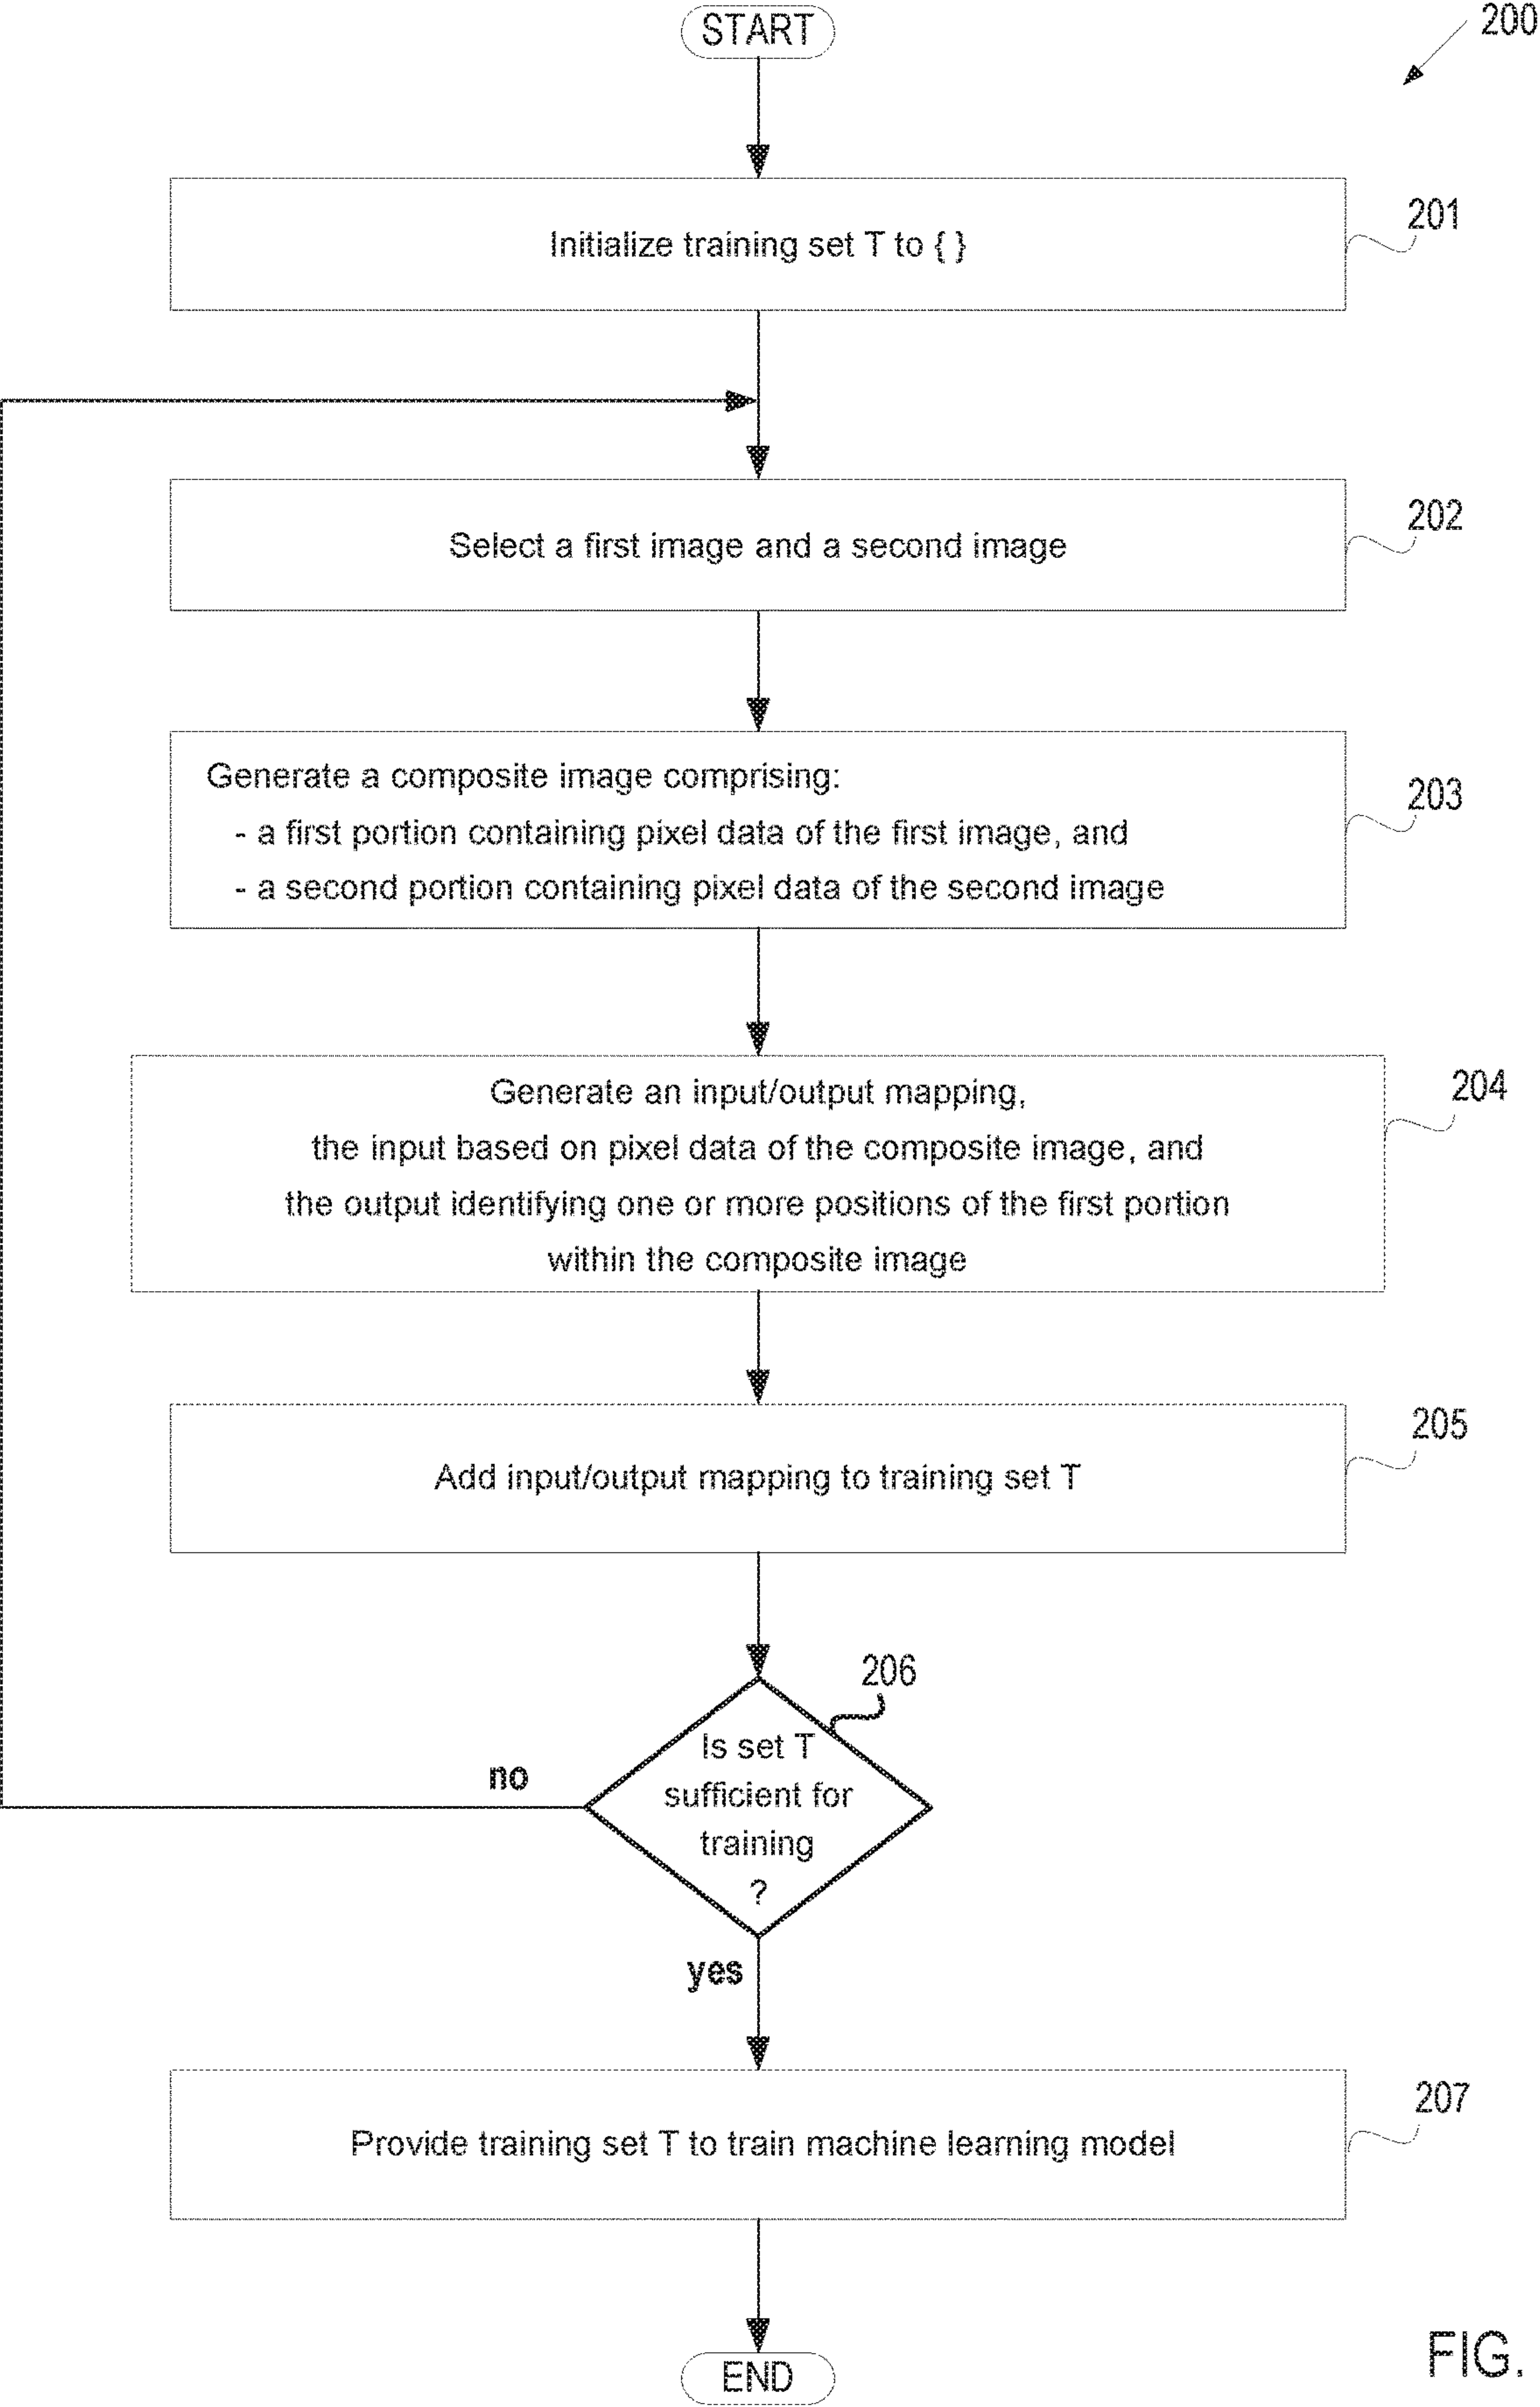 START
200
Initialize training set T to { }
201
Select a first image and a second image
202
Generate a composite image comprising:
- a first portion containing pixel data of the first image, and
- a second portion containing pixel data of the second image
203
Generate an input/output mapping,
the input based on pixel data of the composite image, and
the output identifying one or more positions of the first portion
within the composite image
204
Add input/output mapping to training set T
205
206
Is set T
sufficient for
training
?
no
yes
Provide training set T to train machine learning model
207
END
FIG.